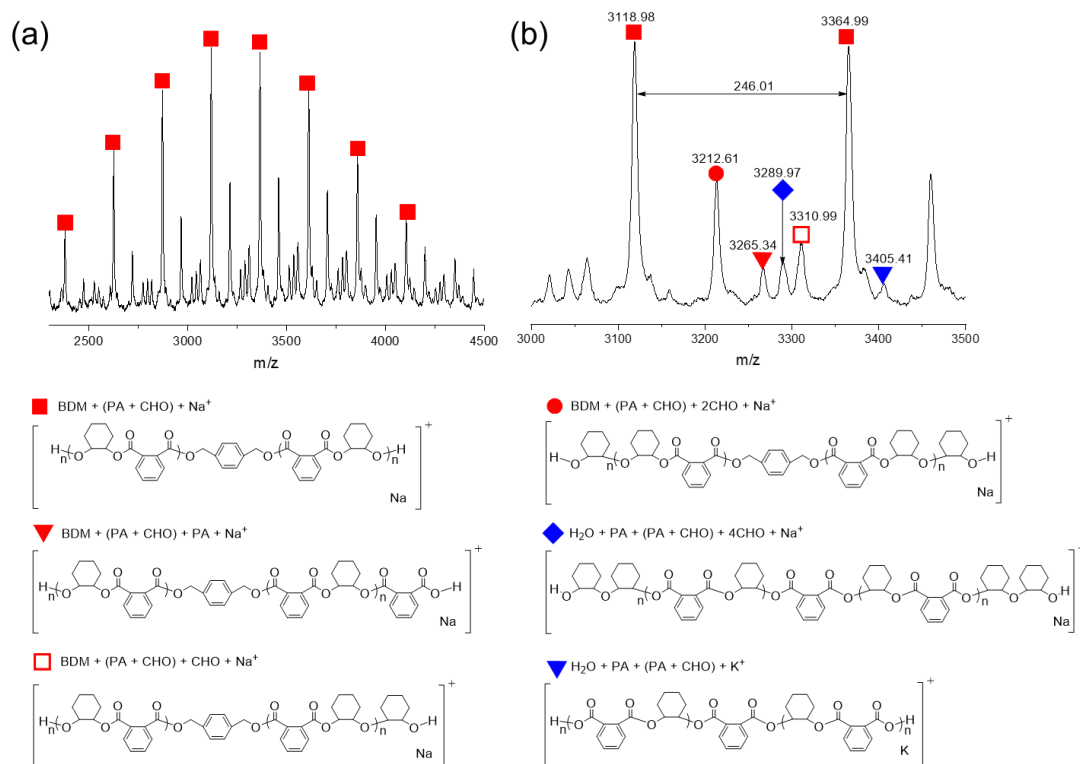 (a)
2500 3000 3500 4000 4500
m/z
(b)
3118.98
3364.99
246.01
3212.61
3289.97
3310.99
3265.34
3405.41
3000 3100 3200 3300 3400 3500
m/z
BDM + (PA + CHO) + Na⁺
H O n O O O O O O O O O H n
+
Na
BDM + (PA + CHO) + 2CHO + Na⁺
H O n O O O O O O O O O n O H
+
Na
BDM + (PA + CHO) + PA + Na⁺
H O n O O O O O O O O O n O O O H
+
Na
H₂O + PA + (PA + CHO) + 4CHO + Na⁺
H O O n O O O O O O O O O O O n O O H
+
Na
BDM + (PA + CHO) + CHO + Na⁺
H O n O O O O O O O O O n O H
+
Na
H₂O + PA + (PA + CHO) + K⁺
H O n O O O O O O O O O O O H n
+
K